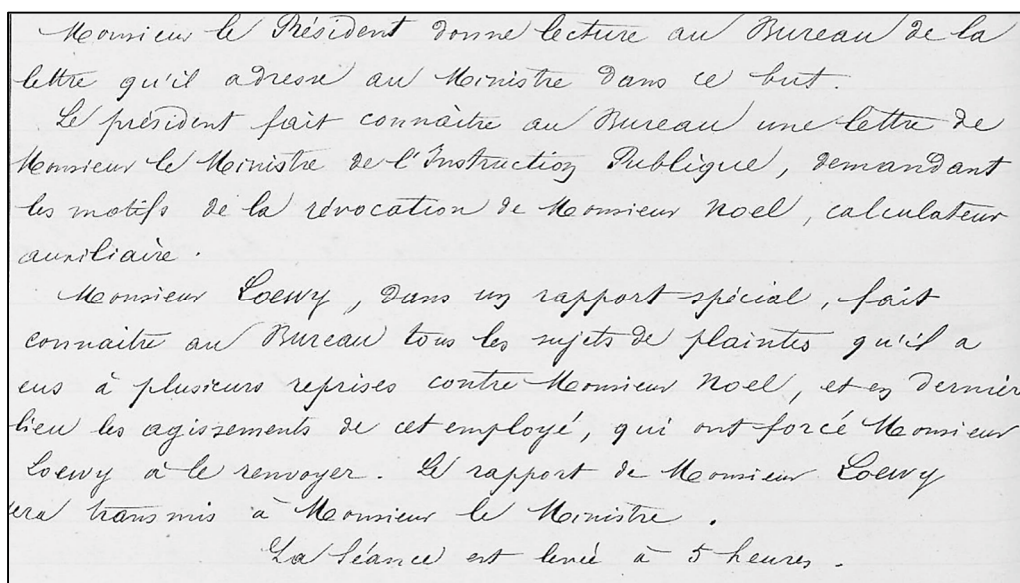 Monsieur le Président donne lecture au Bureau de la
lettre qu'il adresse au Ministre dans ce but.
Le président fait connaître au Bureau une lettre de
Monsieur le Ministre de l'Instruction Publique, demandant
les motifs de la révocation de Monsieur Noel, calculateur
auxiliaire.
Monsieur Loewy, dans un rapport spécial, fait
connaitre au Bureau tous les sujets de plaintes qu'il a
eus à plusieurs reprises contre Monsieur Noel, et en dernier
lieu les agissements de cet employé, qui ont forcé Monsieur
Loewy à le renvoyer. Le rapport de Monsieur Loewy
sera transmis à Monsieur le Ministre.
La Séance est levée à 5 heures.